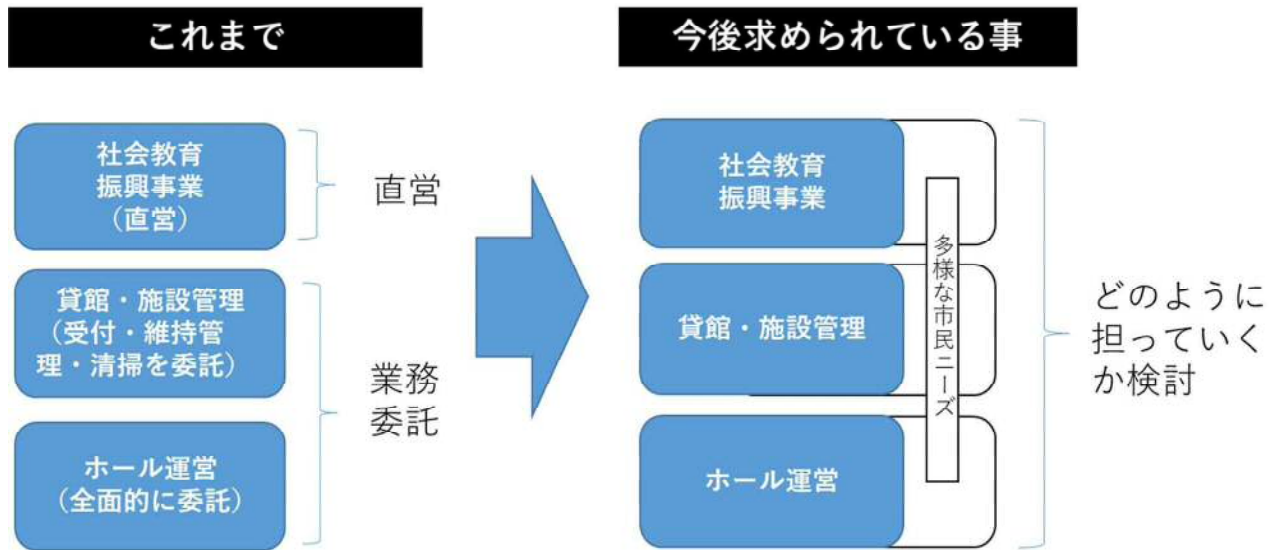 これまで
社会教育
振興事業
(直営)
直営
貸館・施設管理
(受付・維持管
理・清掃を委託)
ホール運営
(全面的に委託)
業務
委託
今後求められている事
社会教育
振興事業
貸館・施設管理
ホール運営
多様な市民ニーズ
どのように
担っていく
か検討